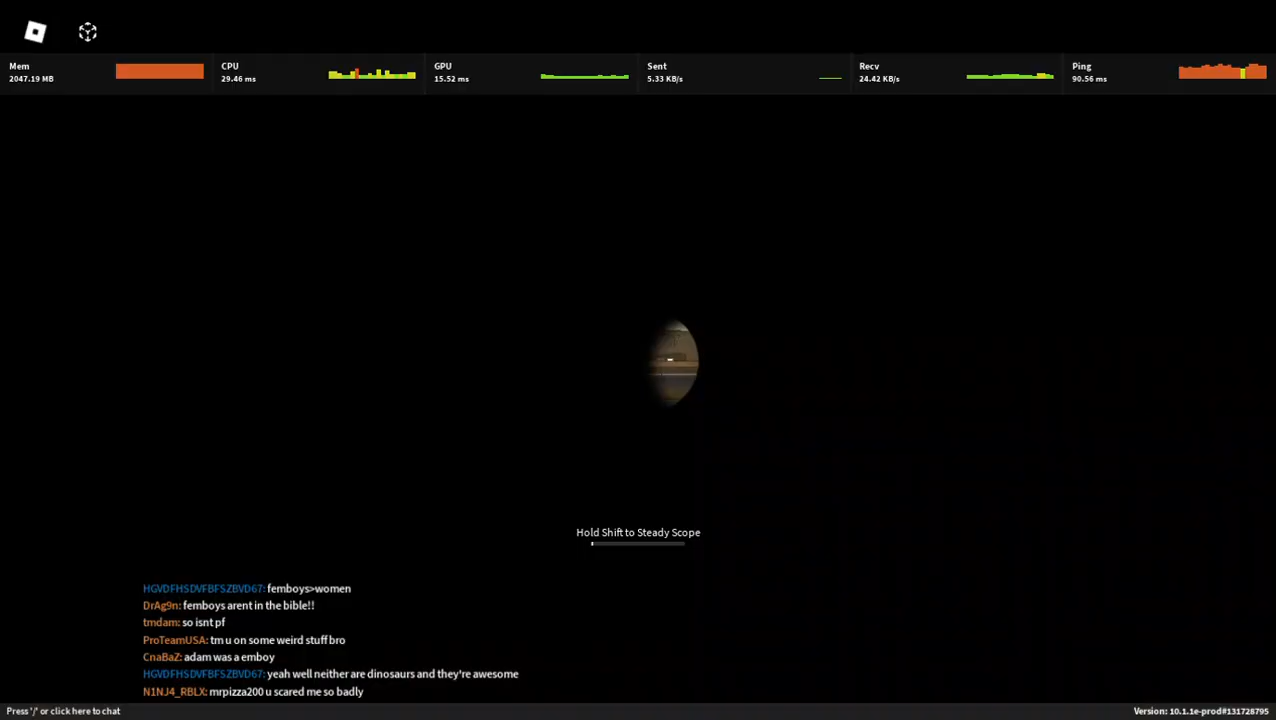 Mem
2047.19 MB
CPU
29.46 ms
GPU
15.52 ms
Sent
5.33 KB/s
Recv
24.42 KB/s
Ping
90.56 ms
Hold Shift to Steady Scope
HGVDFHSDVFBFSZBVD67: femboys>women
DrAg9n: femboys arent in the bible!!
tmdam: so isnt pf
ProTeamUSA: tm u on some weird stuff bro
CnaBaZ: adam was a emboy
HGVDFHSDVFBFSZBVD67: yeah well neither are dinosaurs and they're awesome
N1NJ4_RBLX: mrpizza200 u scared me so badly
Press '/' or click here to chat
Version: 10.1.1e-prod#131728795